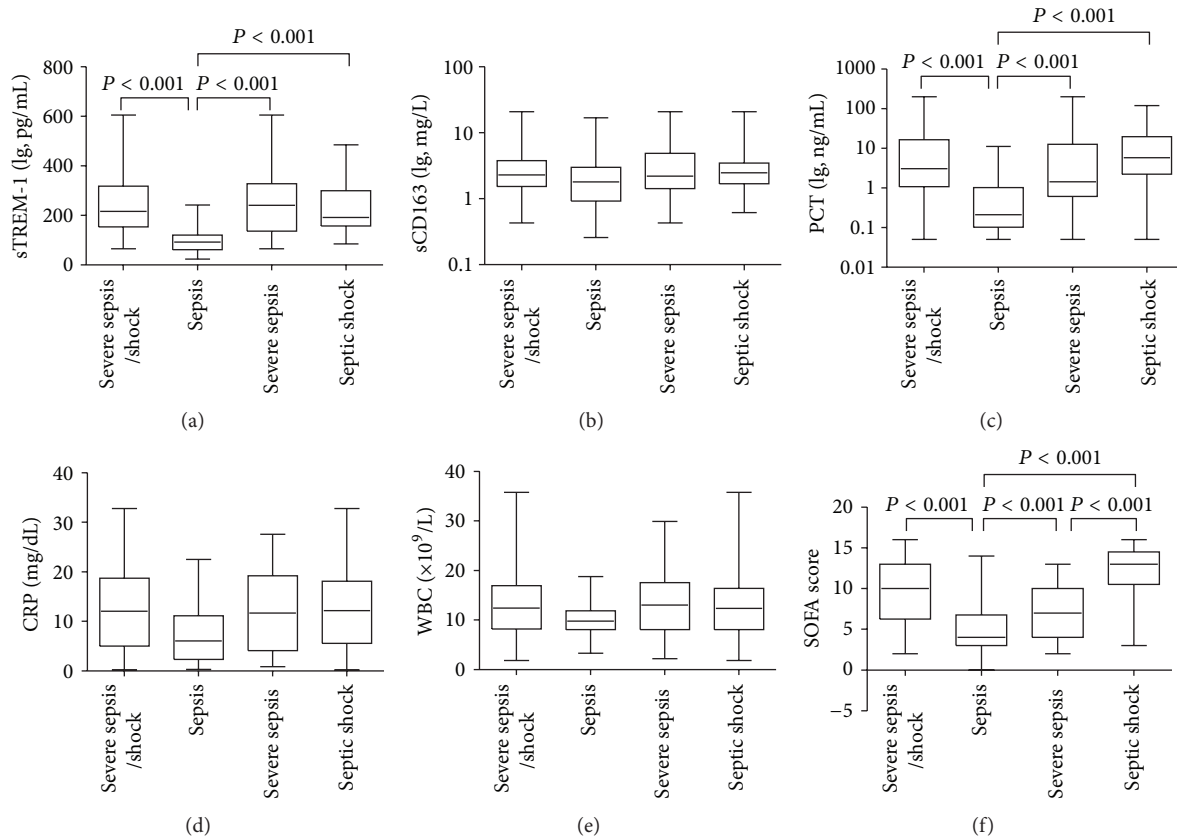 P < 0.001
P < 0.001 P < 0.001
sTREM-1 (lg, pg/mL)
800
600
400
200
0
Severe sepsis
/shock
Sepsis
Severe sepsis
Septic shock
(a)
sCD163 (lg, mg/L)
100
10
1
0.1
Severe sepsis
/shock
Sepsis
Severe sepsis
Septic shock
(b)
P < 0.001
P < 0.001 P < 0.001
PCT (lg, ng/mL)
1000
100
10
1
0.1
0.01
Severe sepsis
/shock
Sepsis
Severe sepsis
Septic shock
(c)
CRP (mg/dL)
40
30
20
10
0
Severe sepsis
/shock
Sepsis
Severe sepsis
Septic shock
(d)
WBC (×10⁹/L)
40
30
20
10
0
Severe sepsis
/shock
Sepsis
Severe sepsis
Septic shock
(e)
P < 0.001
P < 0.001 P < 0.001 P < 0.001
SOFA score
20
15
10
5
0
−5
Severe sepsis
/shock
Sepsis
Severe sepsis
Septic shock
(f)